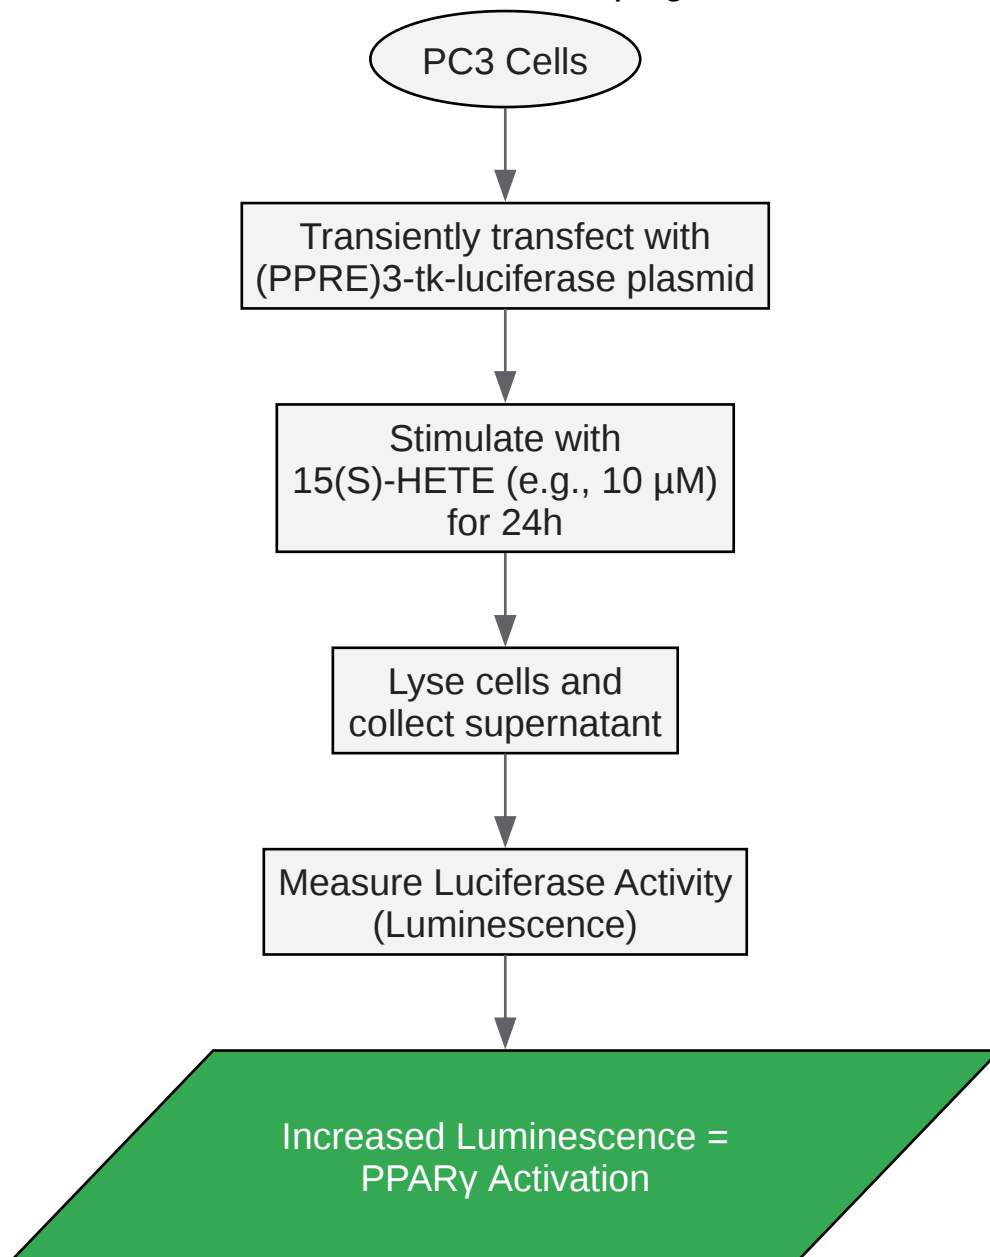 PC3 Cells
Transiently transfect with
(PPRE)3-tk-luciferase plasmid
Stimulate with
15(S)-HETE (e.g., 10 µM)
for 24h
Lyse cells and
collect supernatant
Measure Luciferase Activity
(Luminescence)
Increased Luminescence =
PPARγ Activation